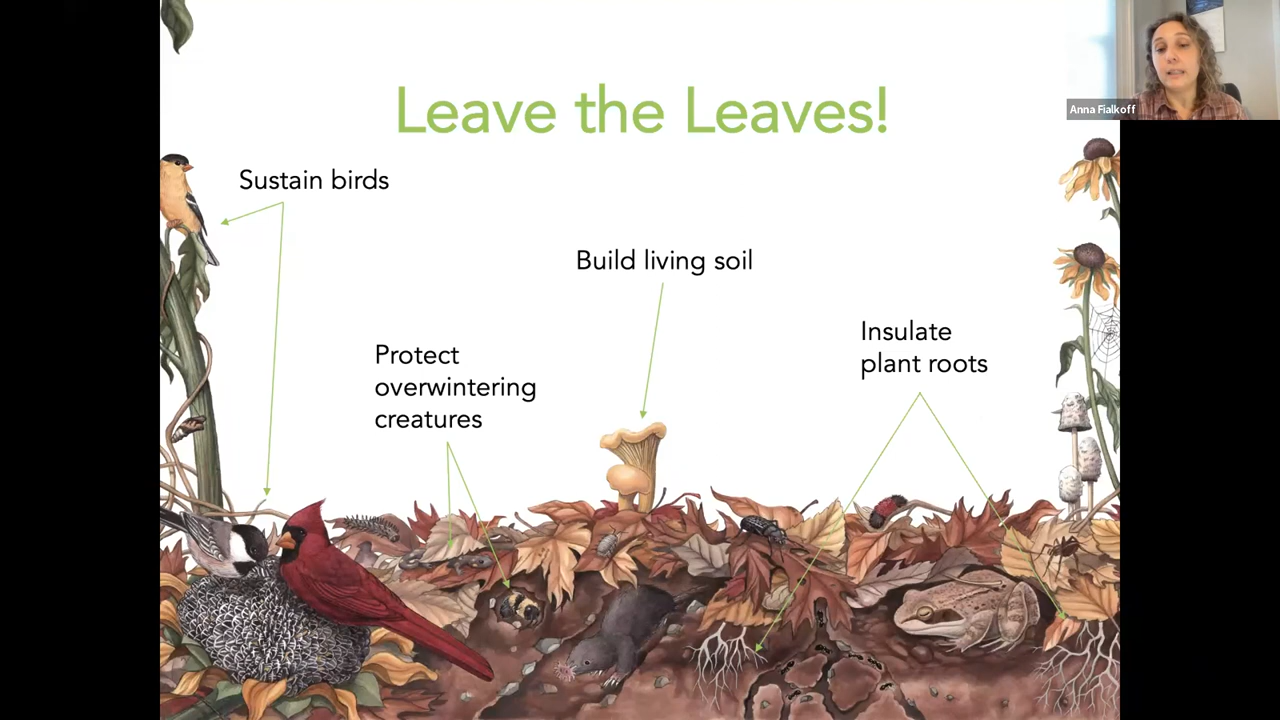 Leave the Leaves!
Anna Fialkoff
Sustain birds
Build living soil
Insulate
plant roots
Protect
overwintering
creatures